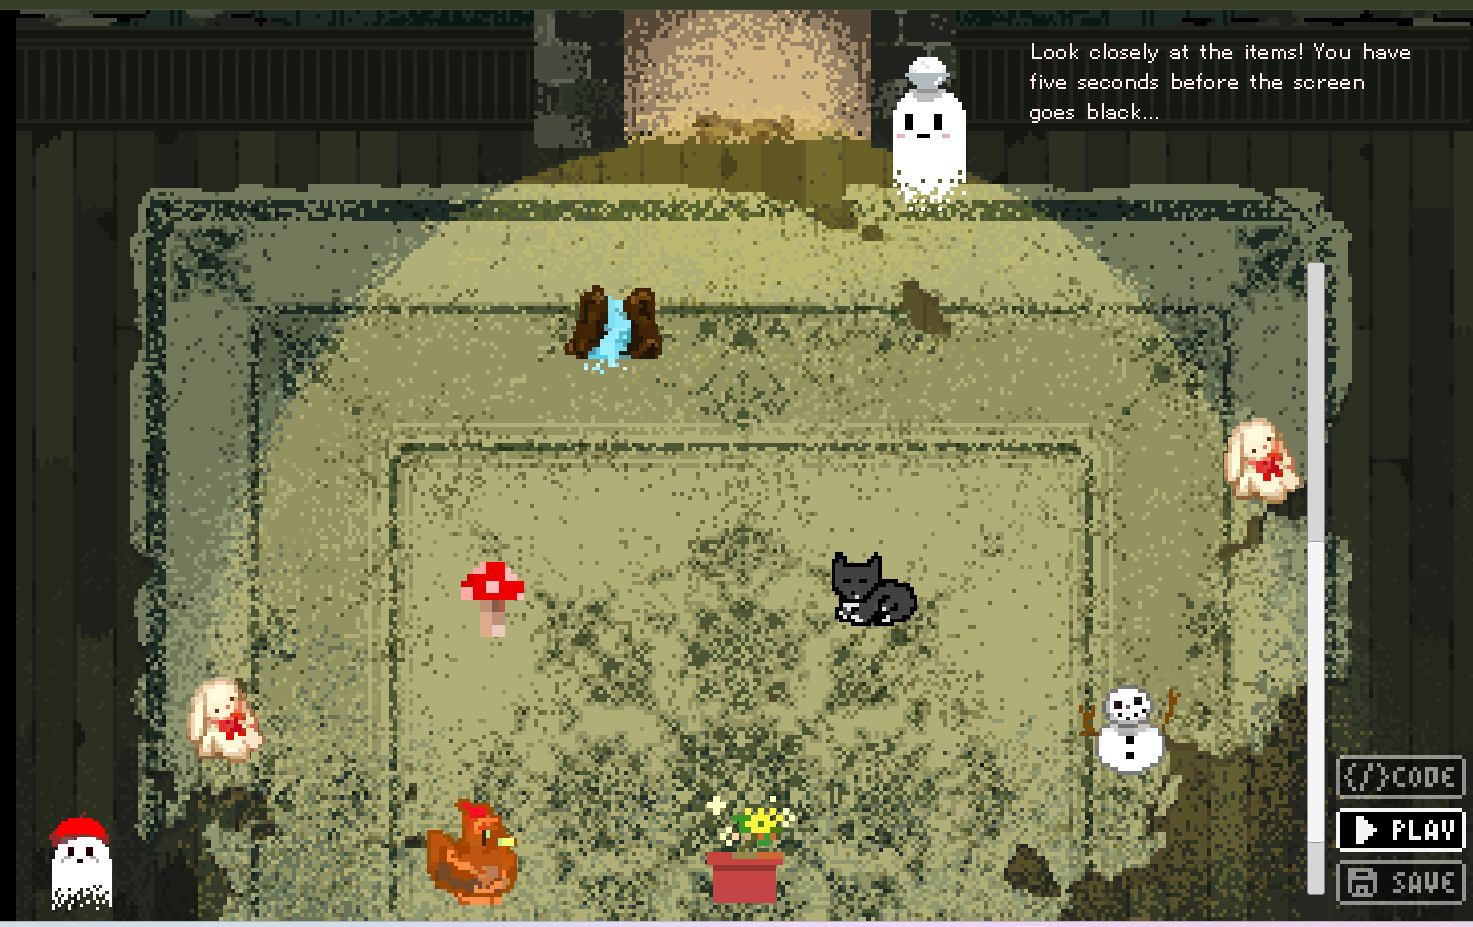 Look closely at the items! You have
five seconds before the screen
goes black...
</>CODE
PLAY
SAVE